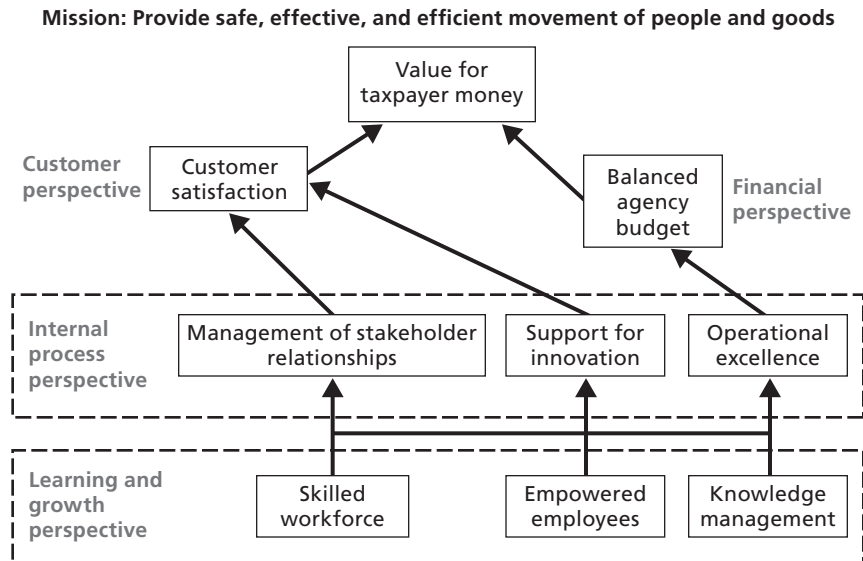 Mission: Provide safe, effective, and efficient movement of people and goods
Value for
taxpayer money
Customer
perspective
Customer
satisfaction
Balanced
agency
budget
Financial
perspective
Internal
process
perspective
Management of stakeholder
relationships
Support for
innovation
Operational
excellence
Learning and
growth
perspective
Skilled
workforce
Empowered
employees
Knowledge
management